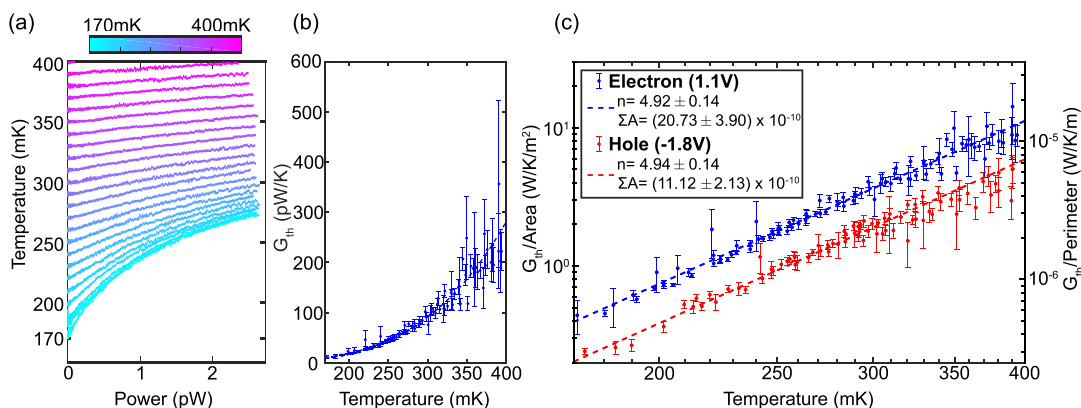 (a)
170mK
400mK
400
350
300
250
200
170
Temperature (mK)
0
1
2
Power (pW)
(b)
600
500
400
300
200
100
0
G_th (pW/K)
200
250
300
350
400
Temperature (mK)
(c)
Electron (1.1V)
n= 4.92 ± 0.14
ΣA= (20.73 ± 3.90) x 10^-10
Hole (-1.8V)
n= 4.94 ± 0.14
ΣA= (11.12 ± 2.13) x 10^-10
10^1
10^0
G_th/Area (W/K/m^2)
10^-5
10^-6
G_th/Perimeter (W/K/m)
200
250
300
350
400
Temperature (mK)